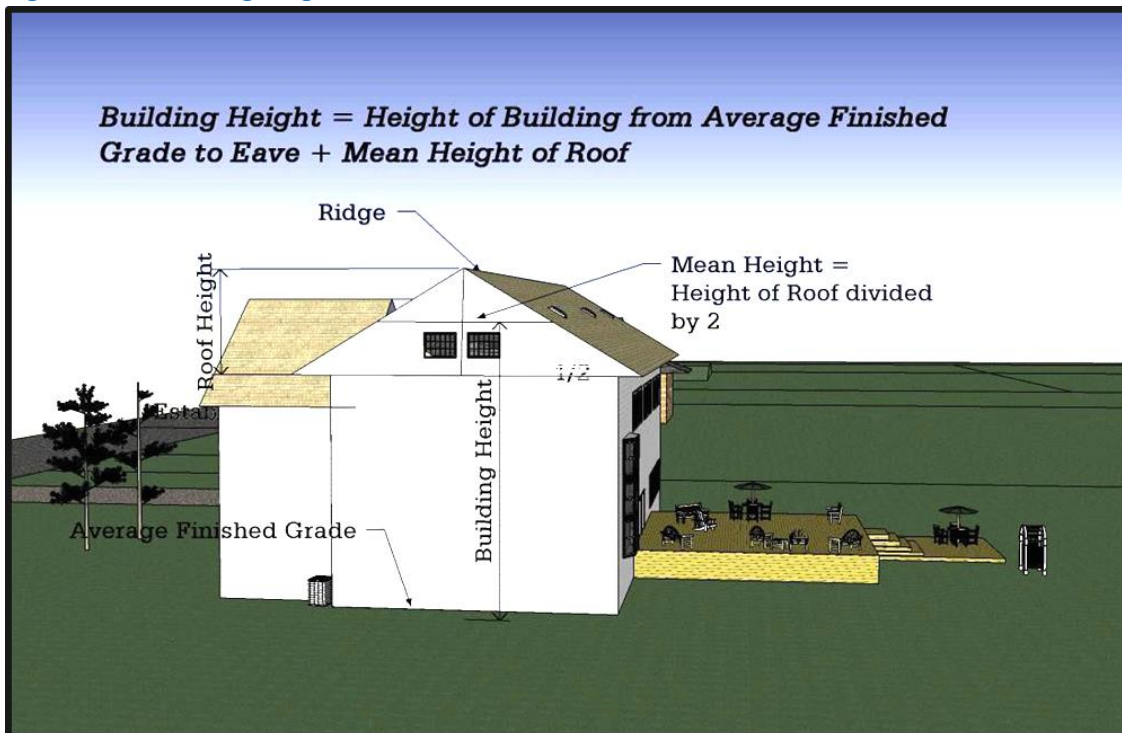 Building Height = Height of Building from Average Finished
Grade to Eave + Mean Height of Roof
Ridge
Roof Height
Mean Height =
Height of Roof divided
by 2
1/2
Building Height
Average Finished Grade